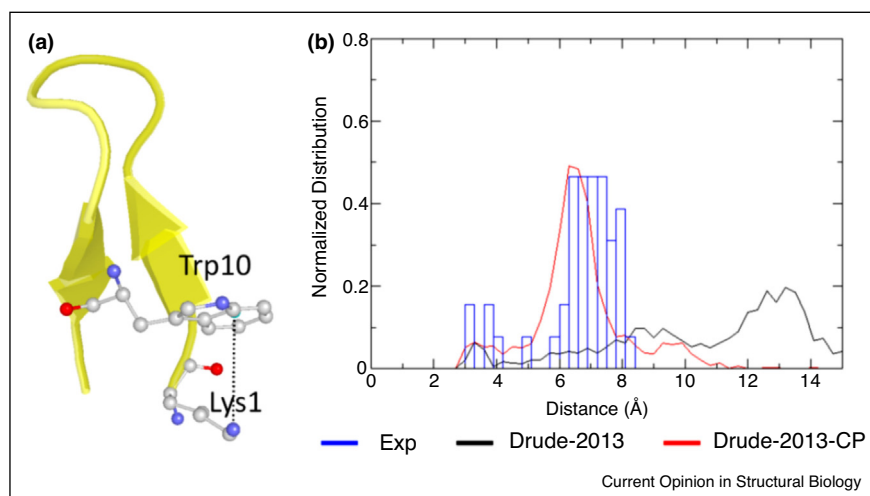 (a)
Trp10
Lys1
(b)
Normalized Distribution
0.8
0.6
0.4
0.2
0
0 2 4 6 8 10 12 14
Distance (Å)
Exp Drude-2013 Drude-2013-CP
Current Opinion in Structural Biology